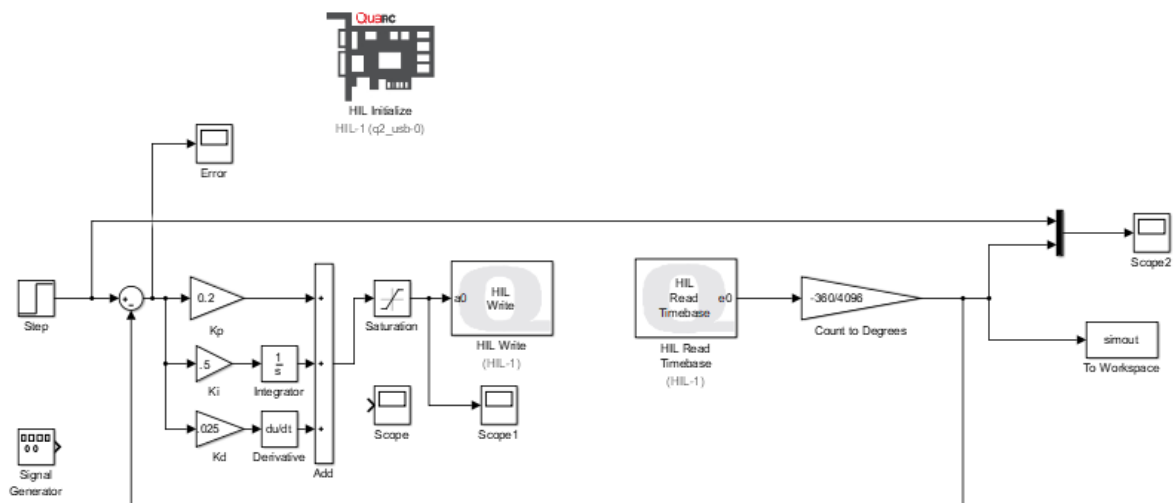 QUARC
HIL Initialize
HIL-1 (q2_usb-0)
Error
Scope2
Step
+
-
0.2
Kp
+
Saturation
a0
HIL
Write
HIL Write
(HIL-1)
HIL
Read
Timebase
e0
HIL Read
Timebase
(HIL-1)
-360/4096
Count to Degrees
simout
To Workspace
.5
Ki
1
s
Integrator
+
.025
Kd
du/dt
Derivative
+
Add
Scope
Scope1
Signal
Generator